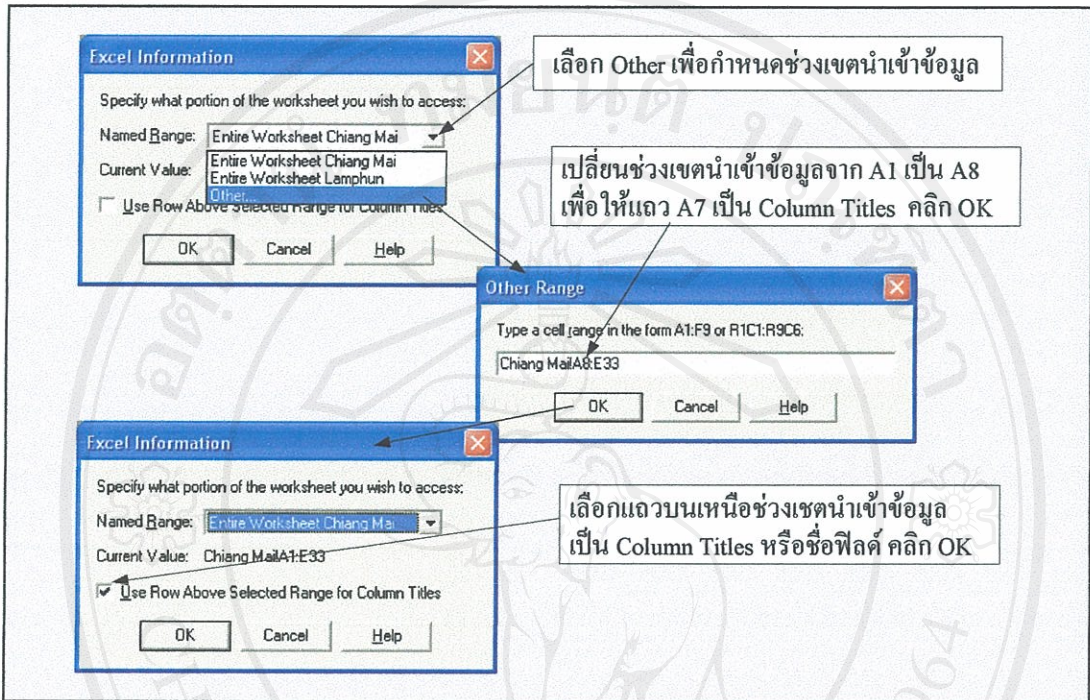 Excel Information
Specify what portion of the worksheet you wish to access:
Named Range: Entire Worksheet Chiang Mai
Current Value:
Entire Worksheet Chiang Mai
Entire Worksheet Lamphun
Other...
Use Row Above Selected Range for Column Titles
OK Cancel Help
เลือก Other เพื่อกำหนดช่วงเขตนำเข้าข้อมูล
เปลี่ยนช่วงเขตนำเข้าข้อมูลจาก A1 เป็น A8
เพื่อให้แถว A7 เป็น Column Titles คลิก OK
Other Range
Type a cell range in the form A1:F9 or R1C1:R9C6:
Chiang Mai!A8:E33
OK Cancel Help
Excel Information
Specify what portion of the worksheet you wish to access:
Named Range: Entire Worksheet Chiang Mai
Current Value: Chiang Mai!A1:E33
Use Row Above Selected Range for Column Titles
OK Cancel Help
เลือกแถวบนเหนือช่วงเชตนำเข้าข้อมูล
เป็น Column Titles หรือชื่อฟิลด์ คลิก OK
964